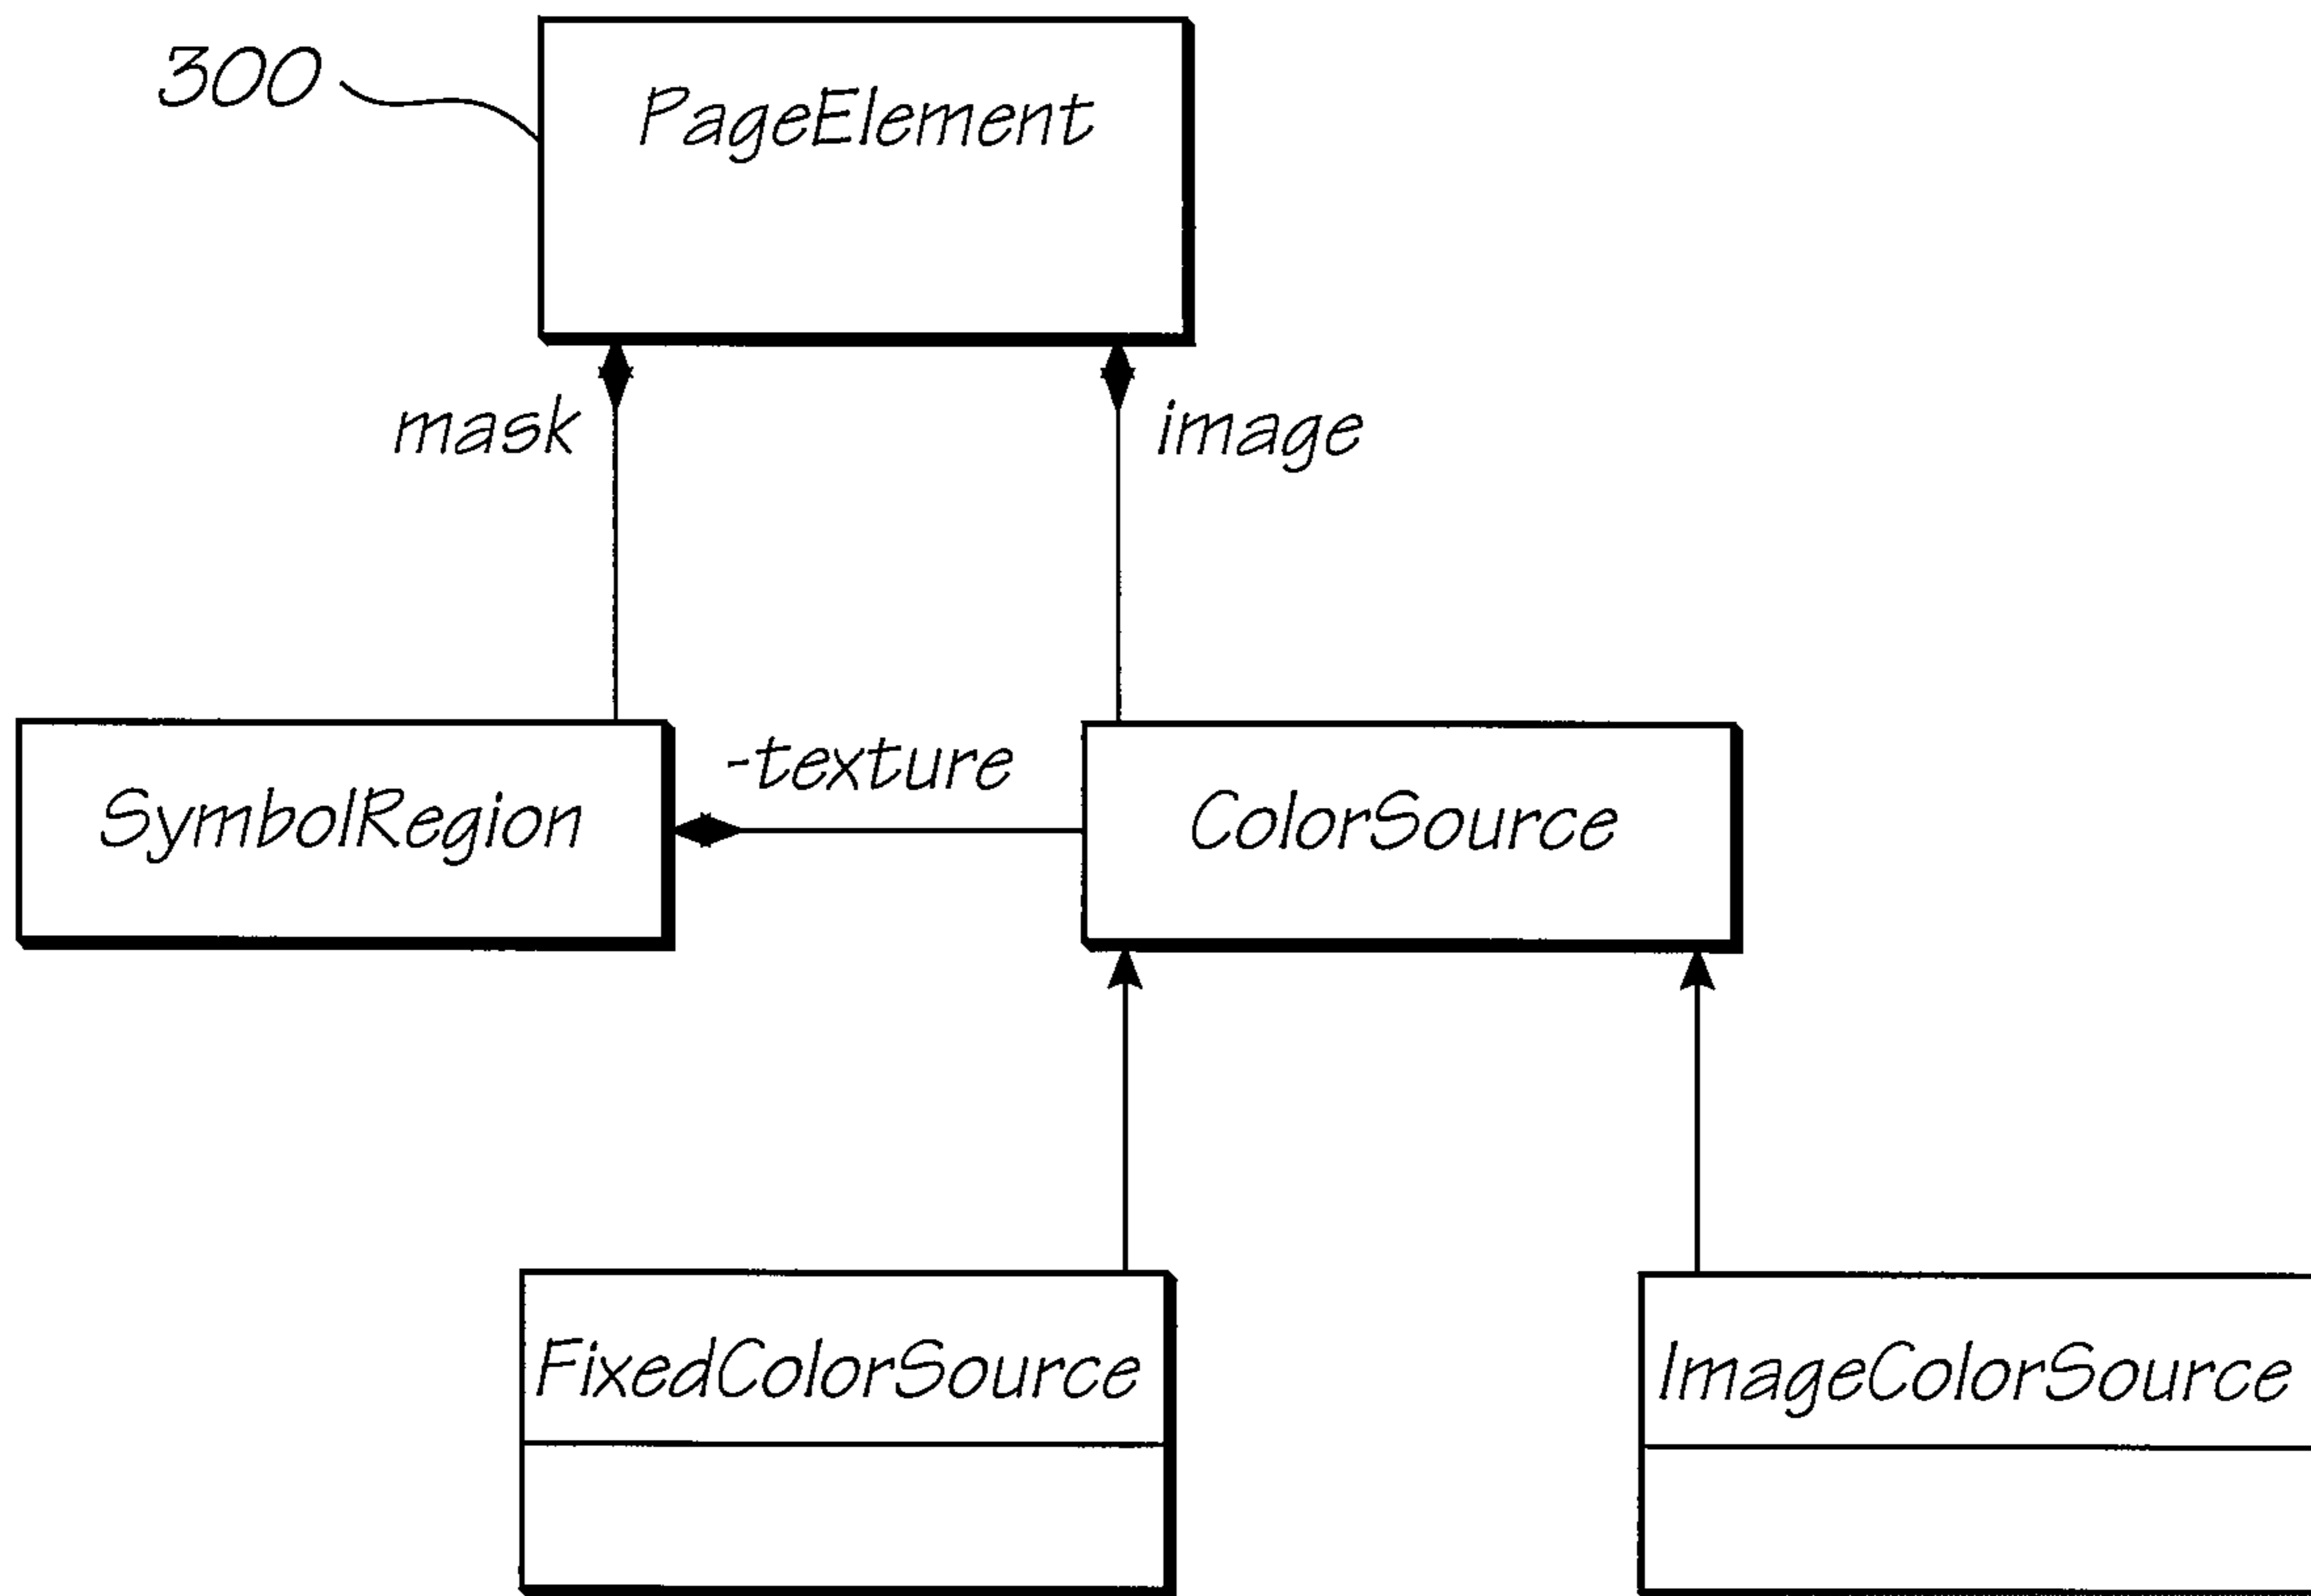 300
PageElement
mask
image
-texture
SymbolRegion
ColorSource
FixedColorSource
ImageColorSource